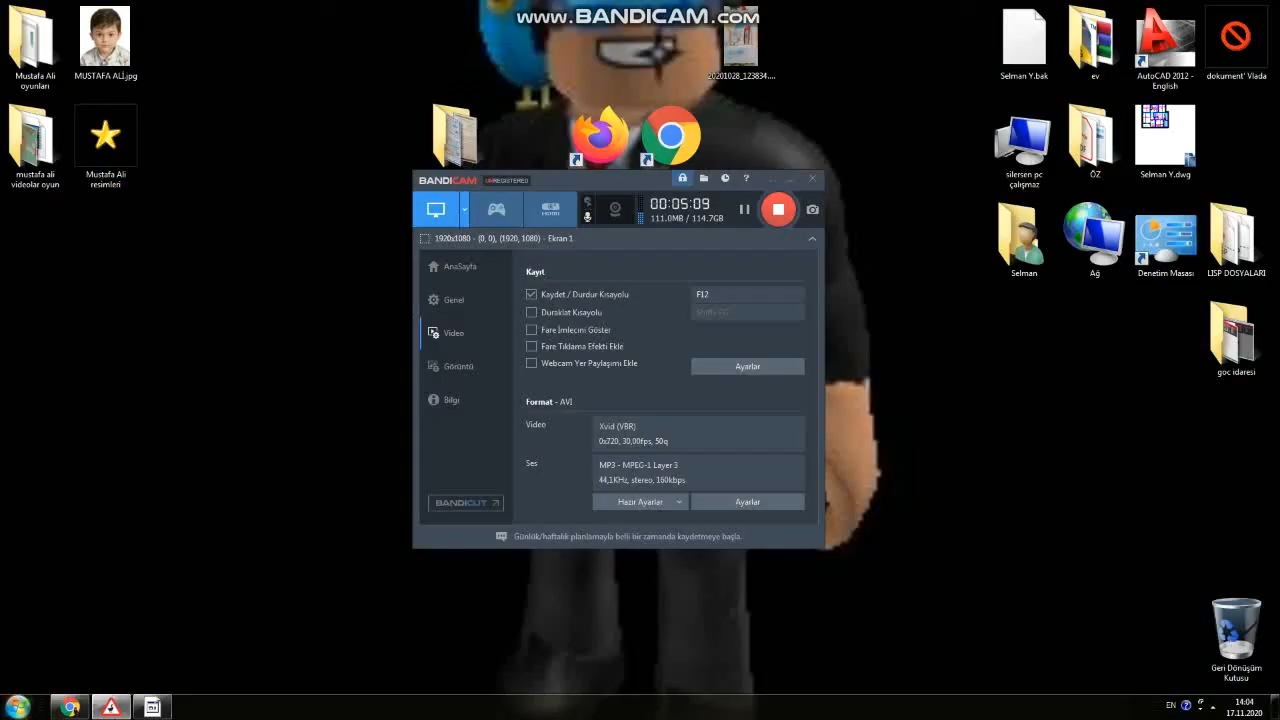 www.BANDICAM.com
Mustafa Ali
oyunları
MUSTAFA ALİ.jpg
20201028_123834....
Selman Y.bak
ev
AutoCAD 2012 -
English
dokument' Vlada
mustafa ali
videolar oyun
Mustafa Ali
resimleri
silersen pc
çalışmaz
ÖZ
Selman Y.dwg
Selman
Ağ
Denetim Masası
LISP DOSYALARI
goc idaresi
BANDICAM UNREGISTERED
HDMI
00:05:09
111.0MB / 114.7GB
1920x1080 - (0, 0), (1920, 1080) - Ekran 1
AnaSayfa
Genel
Video
Görüntü
Bilgi
BANDICUT
Kayıt
Kaydet / Durdur Kısayolu
F12
Duraklat Kısayolu
Fare İmlecini Göster
Fare Tıklama Efekti Ekle
Webcam Yer Paylaşımı Ekle
Ayarlar
Format - AVI
Video
Xvid (VBR)
0x720, 30,00fps, 50q
Ses
MP3 - MPEG-1 Layer 3
44,1KHz, stereo, 160kbps
Hazır Ayarlar
Ayarlar
Günlük/haftalık planlamayla belli bir zamanda kaydetmeye başla.
Geri Dönüşüm
Kutusu
EN
14:04
17.11.2020